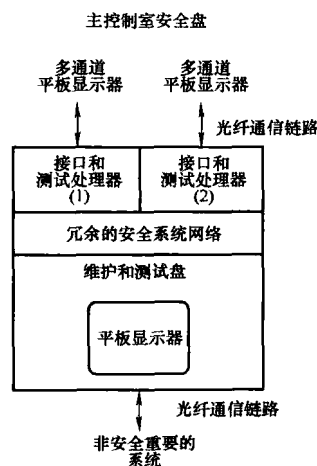 主控制室安全盘
多通道
平板显示器
多通道
平板显示器
光纤通信链路
接口和
测试处理器
(1)
接口和
测试处理器
(2)
冗余的安全系统网络
维护和测试盘
平板显示器
光纤通信链路
非安全重要的
系统